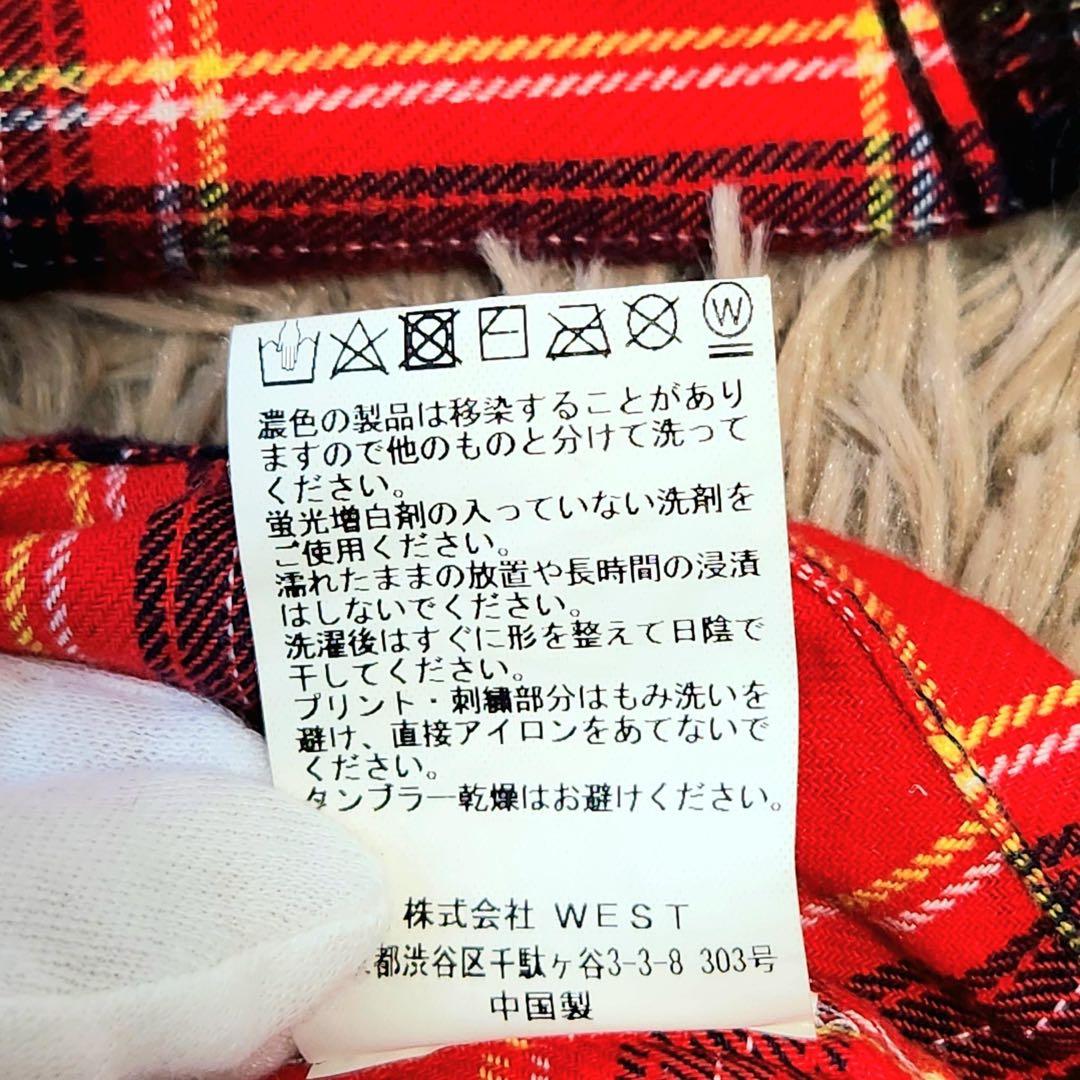 W
濃色の製品は移染することがあり
ますので他のものと分けて洗って
ください。
蛍光増白剤の入っていない洗剤を
ご使用ください。
濡れたままの放置や長時間の浸漬
はしないでください。
洗濯後はすぐに形を整えて日陰で
干してください。
プリント・刺繍部分はもみ洗いを
避け、直接アイロンをあてないで
ください。
タンブラー乾燥はお避けください。
株式会社 WEST
都渋谷区千駄ヶ谷3-3-8 303号
中国製